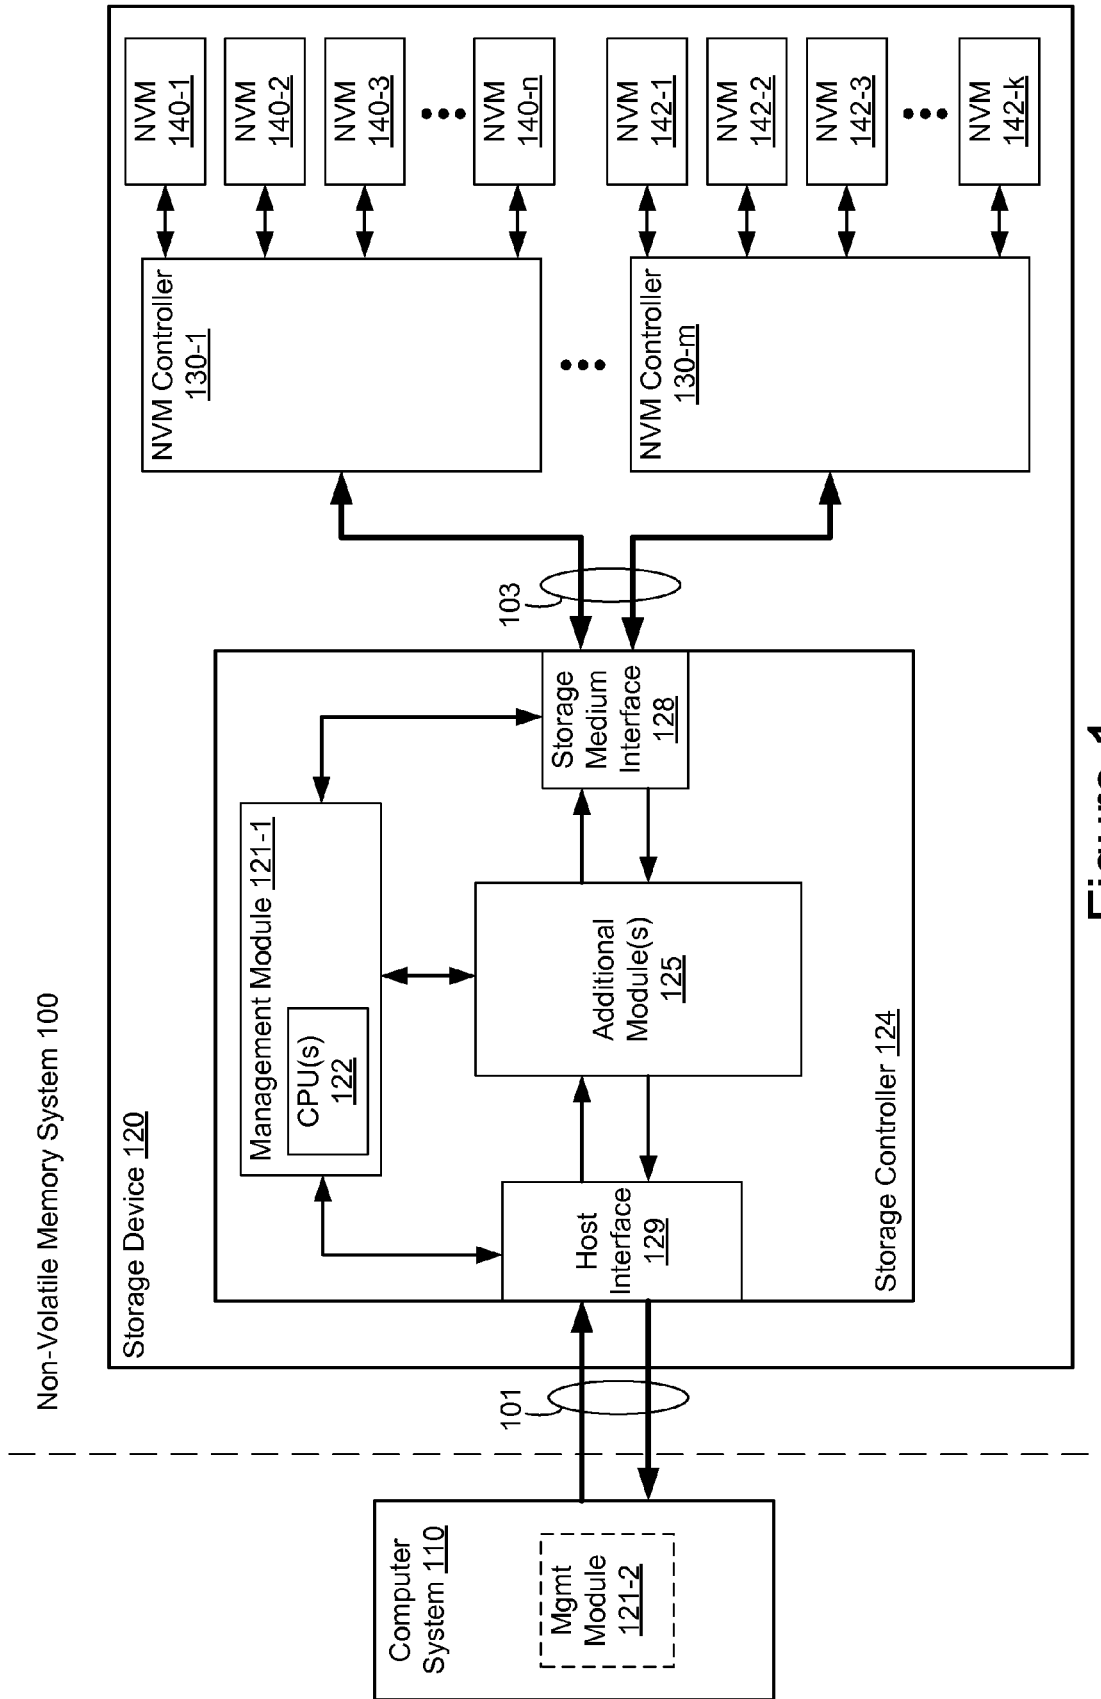 Non-Volatile Memory System 100
Computer
System 110
Mgmt
Module
121-2
101
Storage Device 120
Management Module 121-1
CPU(s)
122
Host
Interface
129
Additional
Module(s)
125
Storage
Medium
Interface
128
Storage Controller 124
103
NVM Controller
130-1
NVM Controller
130-m
NVM
140-1
NVM
140-2
NVM
140-3
NVM
140-n
NVM
142-1
NVM
142-2
NVM
142-3
NVM
142-k
Figure 1